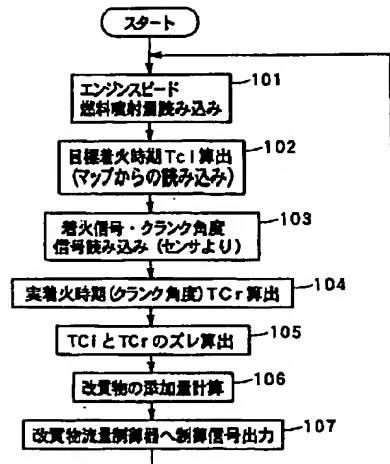 スタート
101
エンジンスピード
燃料噴射量読み込み
102
目標着火時期Tci算出
(マップからの読み込み)
103
着火信号・クランク角度
信号読み込み(センサより)
104
実着火時期(クランク角度)TCr算出
105
TCiとTCrのズレ算出
106
改質物の添加量計算
107
改質物流量制御器へ制御信号出力